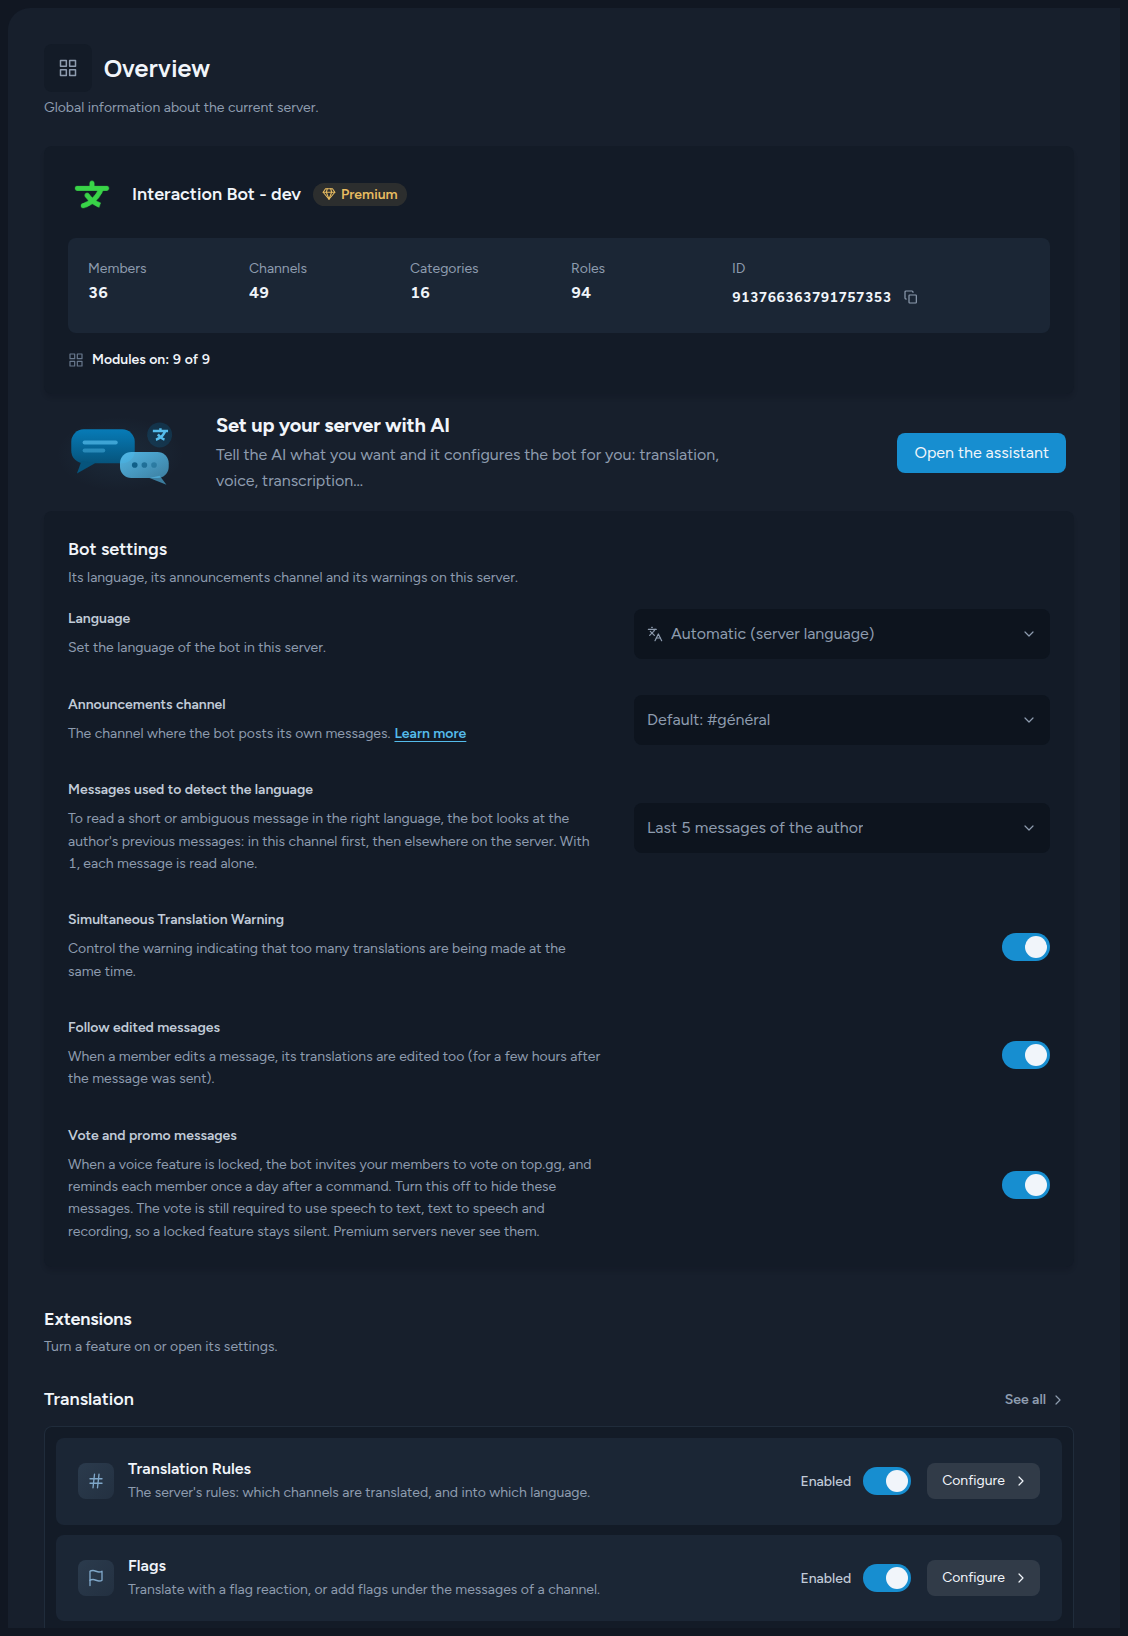 Overview
Global information about the current server.
文
Interaction Bot - dev
Premium
Members
Channels
Categories
Roles
ID
36
49
16
94
913766363791757353
Modules on: 9 of 9
Set up your server with AI
Tell the AI what you want and it configures the bot for you: translation,
voice, transcription...
Open the assistant
Bot settings
Its language, its announcements channel and its warnings on this server.
Language
Set the language of the bot in this server.
Automatic (server language)
Announcements channel
The channel where the bot posts its own messages. Learn more
Default: #général
Messages used to detect the language
To read a short or ambiguous message in the right language, the bot looks at the
author's previous messages: in this channel first, then elsewhere on the server. With
1, each message is read alone.
Last 5 messages of the author
Simultaneous Translation Warning
Control the warning indicating that too many translations are being made at the
same time.
Follow edited messages
When a member edits a message, its translations are edited too (for a few hours after
the message was sent).
Vote and promo messages
When a voice feature is locked, the bot invites your members to vote on top.gg, and
reminds each member once a day after a command. Turn this off to hide these
messages. The vote is still required to use speech to text, text to speech and
recording, so a locked feature stays silent. Premium servers never see them.
Extensions
Turn a feature on or open its settings.
Translation
See all
Translation Rules
The server's rules: which channels are translated, and into which language.
Enabled
Configure
Flags
Translate with a flag reaction, or add flags under the messages of a channel.
Enabled
Configure